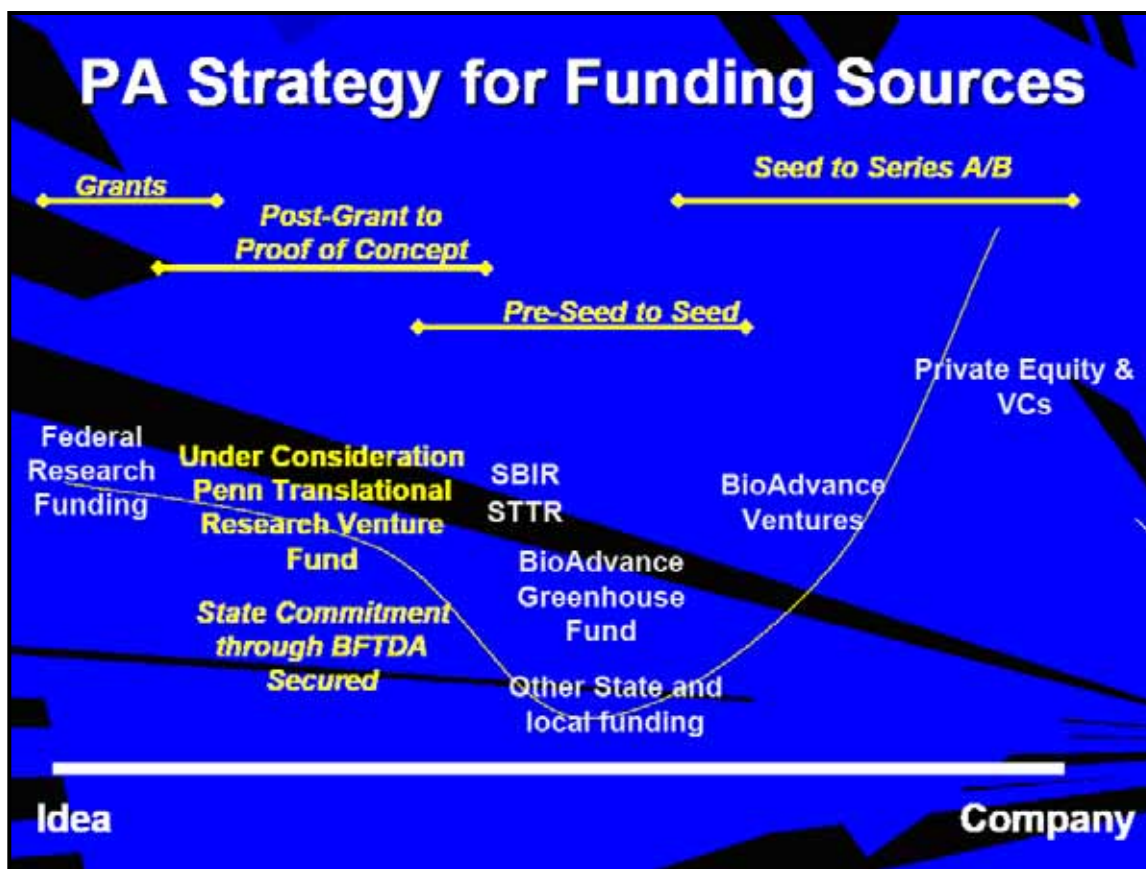 PA Strategy for Funding Sources
Grants
Post-Grant to
Proof of Concept
Pre-Seed to Seed
Seed to Series A/B
Federal
Research
Funding
Under Consideration
Penn Translational
Research Venture
Fund
State Commitment
through BFTDA
Secured
SBIR
STTR
BioAdvance
Greenhouse
Fund
Other State and
local funding
BioAdvance
Ventures
Private Equity &
VCs
Idea
Company